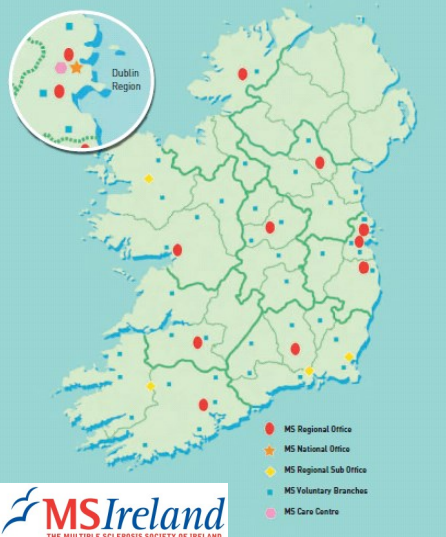 Dublin
Region
MS Regional Office
MS National Office
MS Regional Sub Office
MS Voluntary Branches
MS Care Centre
MSIreland
THE MULTIPLE SCLEROSIS SOCIETY OF IRELAND